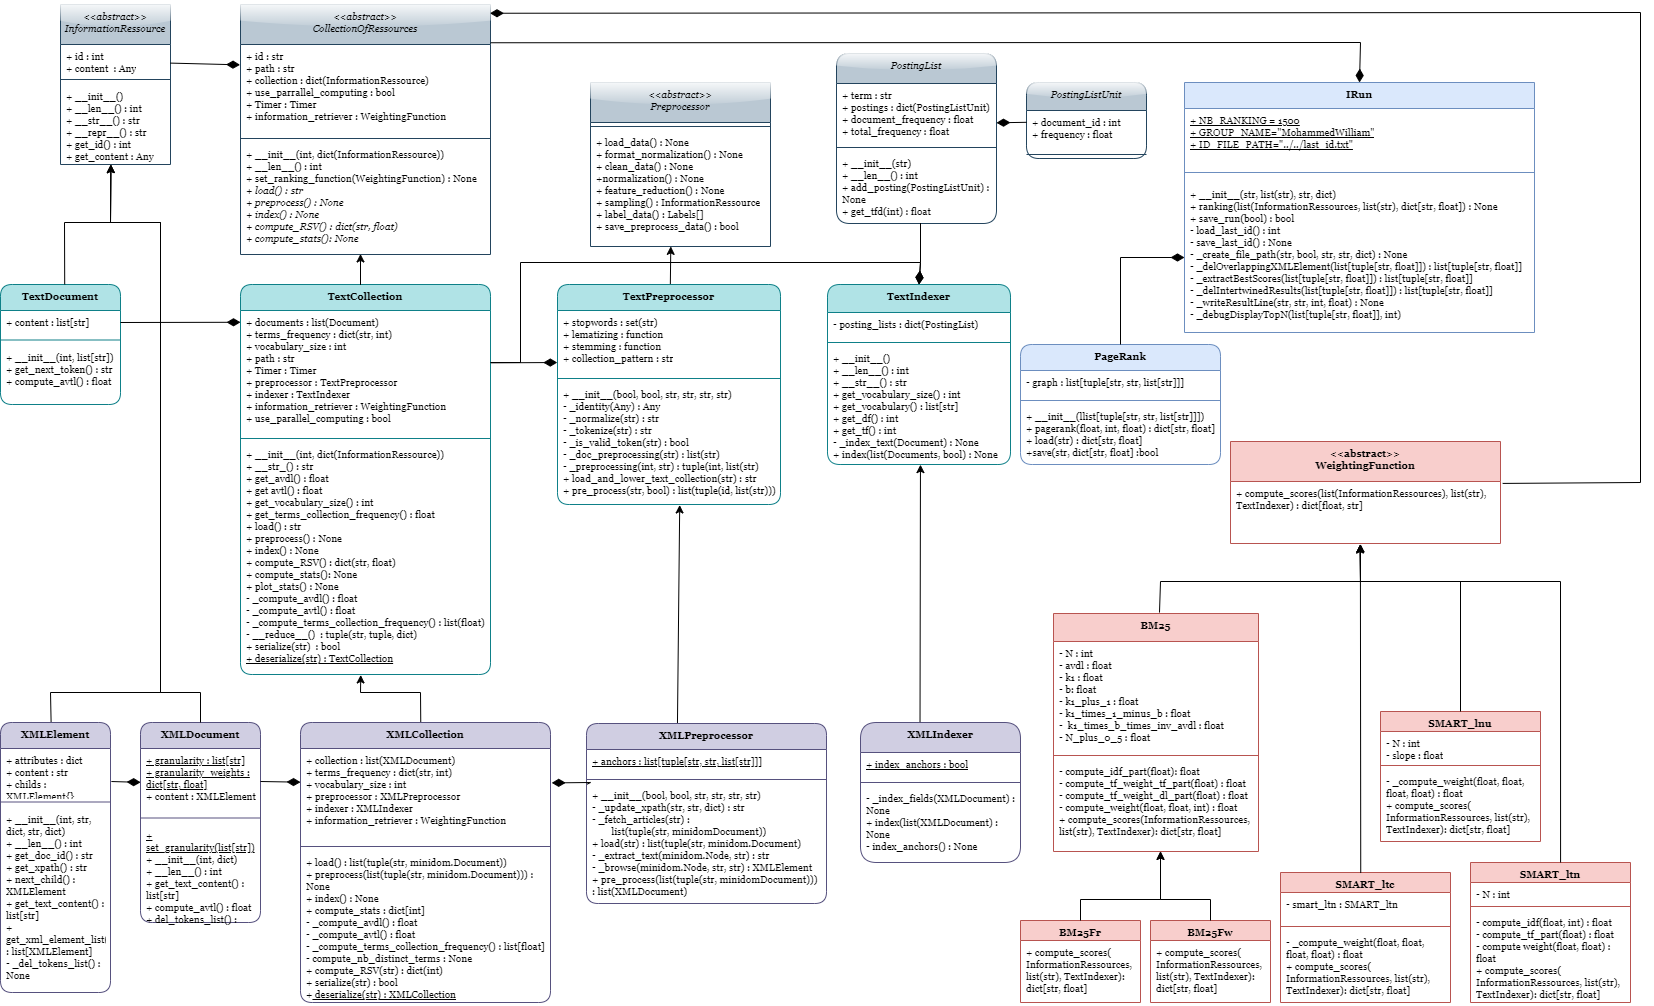 <<abstract>>
InformationRessource
+ id : int
+ content  : Any
+ __init__()
+ __len__() : int
+ __str__() : str
+ __repr__() : str
+ get_id() : int
+ get_content : Any
<<abstract>>
CollectionOfRessources
+ id : str
+ path : str
+ collection : dict(InformationRessource)
+ use_parrallel_computing : bool
+ Timer : Timer
+ information_retriever : WeightingFunction
+ __init__(int, dict(InformationRessource))
+ __len__() : int
+ set_ranking_function(WeightingFunction) : None
+ load() : str
+ preprocess() : None
+ index() : None
+ compute_RSV() : dict(str, float)
+ compute_stats(): None
<<abstract>>
Preprocessor
+ load_data() : None
+ format_normalization() : None
+ clean_data() : None
+normalization() : None
+ feature_reduction() : None
+ sampling() : InformationRessource
+ label_data() : Labels[]
+ save_preprocess_data() : bool
PostingList
+ term : str
+ postings : dict(PostingListUnit)
+ document_frequency : float
+ total_frequency : float
+ __init__(str)
+ __len__() : int
+ add_posting(PostingListUnit) :
None
+ get_tfd(int) : float
PostingListUnit
+ document_id : int
+ frequency : float
IRun
+ NB_RANKING = 1500
+ GROUP_NAME="MohammedWilliam"
+ ID_FILE_PATH="../../last_id.txt"
+ __init__(str, list(str), str, dict)
+ ranking(list(InformationRessources, list(str), dict[str, float]) : None
+ save_run(bool) : bool
- load_last_id() : int
- save_last_id() : None
- _create_file_path(str, bool, str, str, dict) : None
- _delOverlappingXMLElement(list[tuple[str, float]]) : list[tuple[str, float]]
- _extractBestScores(list[tuple[str, float]]) : list[tuple[str, float]]
- _delIntertwinedResults(list[tuple[str, float]]) : list[tuple[str, float]]
- _writeResultLine(str, str, int, float) : None
- _debugDisplayTopN(list[tuple[str, float]], int)
TextDocument
+ content : list[str]
+ __init__(int, list[str])
+ get_next_token() : str
+ compute_avtl() : float
TextCollection
+ documents : list(Document)
+ terms_frequency : dict(str, int)
+ vocabulary_size : int
+ path : str
+ Timer : Timer
+ preprocessor : TextPreprocessor
+ indexer : TextIndexer
+ information_retriever : WeightingFunction
+ use_parallel_computing : bool
+ __init__(int, dict(InformationRessource))
+ __str_() : str
+ get_avdl() : float
+ get avtl() : float
+ get_vocabulary_size() : int
+ get_terms_collection_frequency() : float
+ load() : str
+ preprocess() : None
+ index() : None
+ compute_RSV() : dict(str, float)
+ compute_stats(): None
+ plot_stats() : None
- _compute_avdl() : float
- _compute_avtl() : float
- _compute_terms_collection_frequency() : list(float)
- __reduce__()  : tuple(str, tuple, dict)
+ serialize(str)  : bool
+ deserialize(str) : TextCollection
TextPreprocessor
+ stopwords : set(str)
+ lematizing : function
+ stemming : function
+ collection_pattern : str
+ __init__(bool, bool, str, str, str, str)
- _identity(Any) : Any
- _normalize(str) : str
- _tokenize(str) : str
- _is_valid_token(str) : bool
- _doc_preprocessing(str) : list(str)
- _preprocessing(int, str) : tuple(int, list(str)
+ load_and_lower_text_collection(str) : str
+ pre_process(str, bool) : list(tuple(id, list(str)))
TextIndexer
- posting_lists : dict(PostingList)
+ __init__()
+ __len__() : int
+ __str__() : str
+ get_vocabulary_size() : int
+ get_vocabulary() : list[str]
+ get_df() : int
+ get_tf() : int
- _index_text(Document) : None
+ index(list(Documents, bool) : None
PageRank
- graph : list[tuple[str, str, list[str]]]
+ __init__(llist[tuple[str, str, list[str]]])
+ pagerank(float, int, float) : dict[str, float]
+ load(str) : dict[str, float]
+save(str, dict[str, float] :bool
<<abstract>>
WeightingFunction
+ compute_scores(list(InformationRessources), list(str),
TextIndexer) : dict[float, str]
XMLElement
+ attributes : dict
+ content : str
+ childs :
XMLElement{}
+ __init__(int, str,
dict, str, dict)
+ __len__() : int
+ get_doc_id() : str
+ get_xpath() : str
+ next_child() :
XMLElement
+ get_text_content() :
list[str]
+
get_xml_element_list(
: list[XMLElement]
- _del_tokens_list() :
None
XMLDocument
+ granularity : list[str]
+ granularity_weights :
dict[str, float]
+ content : XMLElement
+
set_granularity(list[str])
+ __init__(int, dict)
+ __len__() : int
+ get_text_content() :
list[str]
+ compute_avtl() : float
+ del_tokens_list() :
XMLCollection
+ collection : list(XMLDocument)
+ terms_frequency : dict(str, int)
+ vocabulary_size : int
+ preprocessor : XMLPreprocessor
+ indexer : XMLIndexer
+ information_retriever : WeightingFunction
+ load() : list(tuple(str, minidom.Document))
+ preprocess(list(tuple(str, minidom.Document))) :
None
+ index() : None
+ compute_stats : dict[int]
- _compute_avdl() : float
- _compute_avtl() : float
- _compute_terms_collection_frequency() : list[float]
- compute_nb_distinct_terms : None
+ compute_RSV(str) : dict(int)
+ serialize(str) : bool
+ deserialize(str) : XMLCollection
XMLPreprocessor
+ anchors : list[tuple[str, str, list[str]]]
+ __init__(bool, bool, str, str, str, str)
- _update_xpath(str, str, dict) : str
- _fetch_articles(str) :
list(tuple(str, minidomDocument))
+ load(str) : list(tuple(str, minidom.Document)
- _extract_text(minidom.Node, str) : str
- _browse(minidom.Node, str, str) : XMLElement
+ pre_process(list(tuple(str, minidomDocument)))
: list(XMLDocument)
XMLIndexer
+ index_anchors : bool
- _index_fields(XMLDocument) :
None
+ index(list(XMLDocument) :
None
- index_anchors() : None
BM25
- N : int
- avdl : float
- k1 : float
- b: float
- k1_plus_1 : float
- k1_times_1_minus_b : float
-  k1_times_b_times_inv_avdl : float
- N_plus_0_5 : float
- compute_idf_part(float): float
- compute_tf_weight_tf_part(float) : float
- compute_tf_weight_dl_part(float) : float
- compute_weight(float, float, int) : float
+ compute_scores(InformationRessources,
list(str), TextIndexer): dict[str, float]
BM25Fr
+ compute_scores(
InformationRessources,
list(str), TextIndexer):
dict[str, float]
BM25Fw
+ compute_scores(
InformationRessources,
list(str), TextIndexer):
dict[str, float]
SMART_lnu
- N : int
- slope : float
- _compute_weight(float, float,
float, float) : float
+ compute_scores(
InformationRessources, list(str),
TextIndexer): dict[str, float]
SMART_ltc
- smart_ltn : SMART_ltn
- _compute_weight(float, float,
float, float) : float
+ compute_scores(
InformationRessources, list(str),
TextIndexer): dict[str, float]
SMART_ltn
- N : int
- compute_idf(float, int) : float
- compute_tf_part(float) : float
- compute weight(float, float) :
float
+ compute_scores(
InformationRessources, list(str),
TextIndexer): dict[str, float]